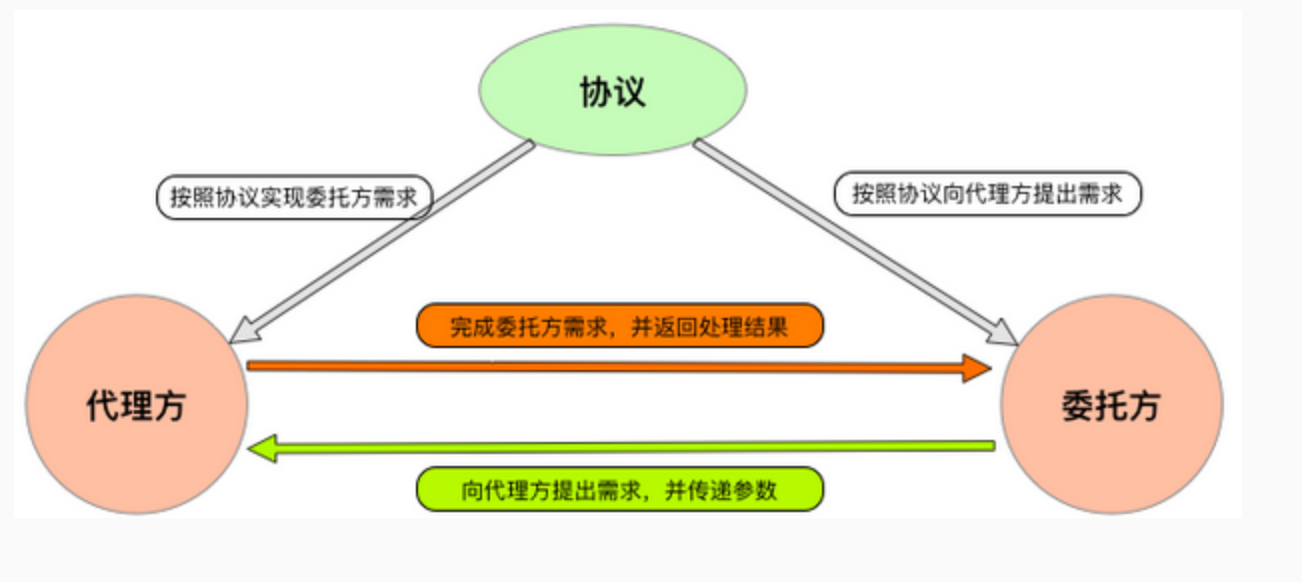 协议
按照协议实现委托方需求
按照协议向代理方提出需求
完成委托方需求，并返回处理结果
代理方
委托方
向代理方提出需求，并传递参数